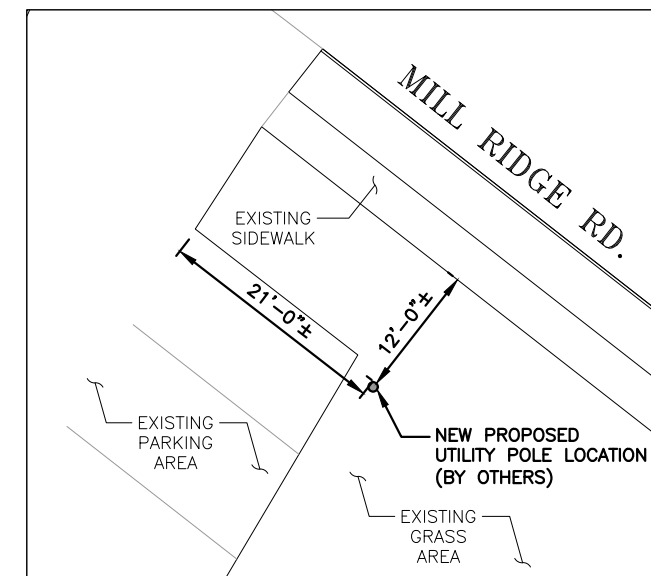 MILL RIDGE RD.
EXISTING
SIDEWALK
21'-0"±
12'-0"±
EXISTING
PARKING
AREA
NEW PROPOSED
UTILITY POLE LOCATION
(BY OTHERS)
EXISTING
GRASS
AREA